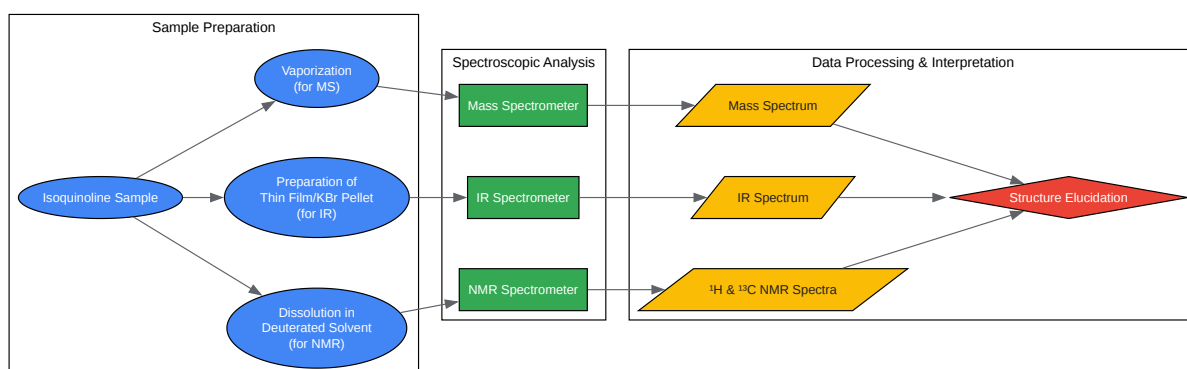 Sample Preparation
Vaporization
(for MS)
Isoquinoline Sample
Preparation of
Thin Film/KBr Pellet
(for IR)
Dissolution in
Deuterated Solvent
(for NMR)
Spectroscopic Analysis
Mass Spectrometer
IR Spectrometer
NMR Spectrometer
Data Processing & Interpretation
Mass Spectrum
IR Spectrum
¹H & ¹³C NMR Spectra
Structure Elucidation